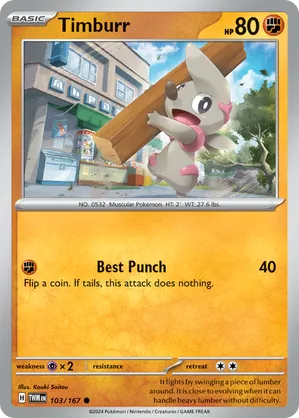 BASIC
Timburr
HP 80
NO. 0532 Muscular Pokémon HT: 2' WT: 27.6 lbs.
Best Punch 40
Flip a coin. If tails, this attack does nothing.
weakness ×2 resistance retreat
Illus. Kouki Saitou
H TWM EN 103/167
It fights by swinging a piece of lumber
around. It is close to evolving when it can
handle heavy lumber without difficulty.
©2024 Pokémon / Nintendo / Creatures / GAME FREAK